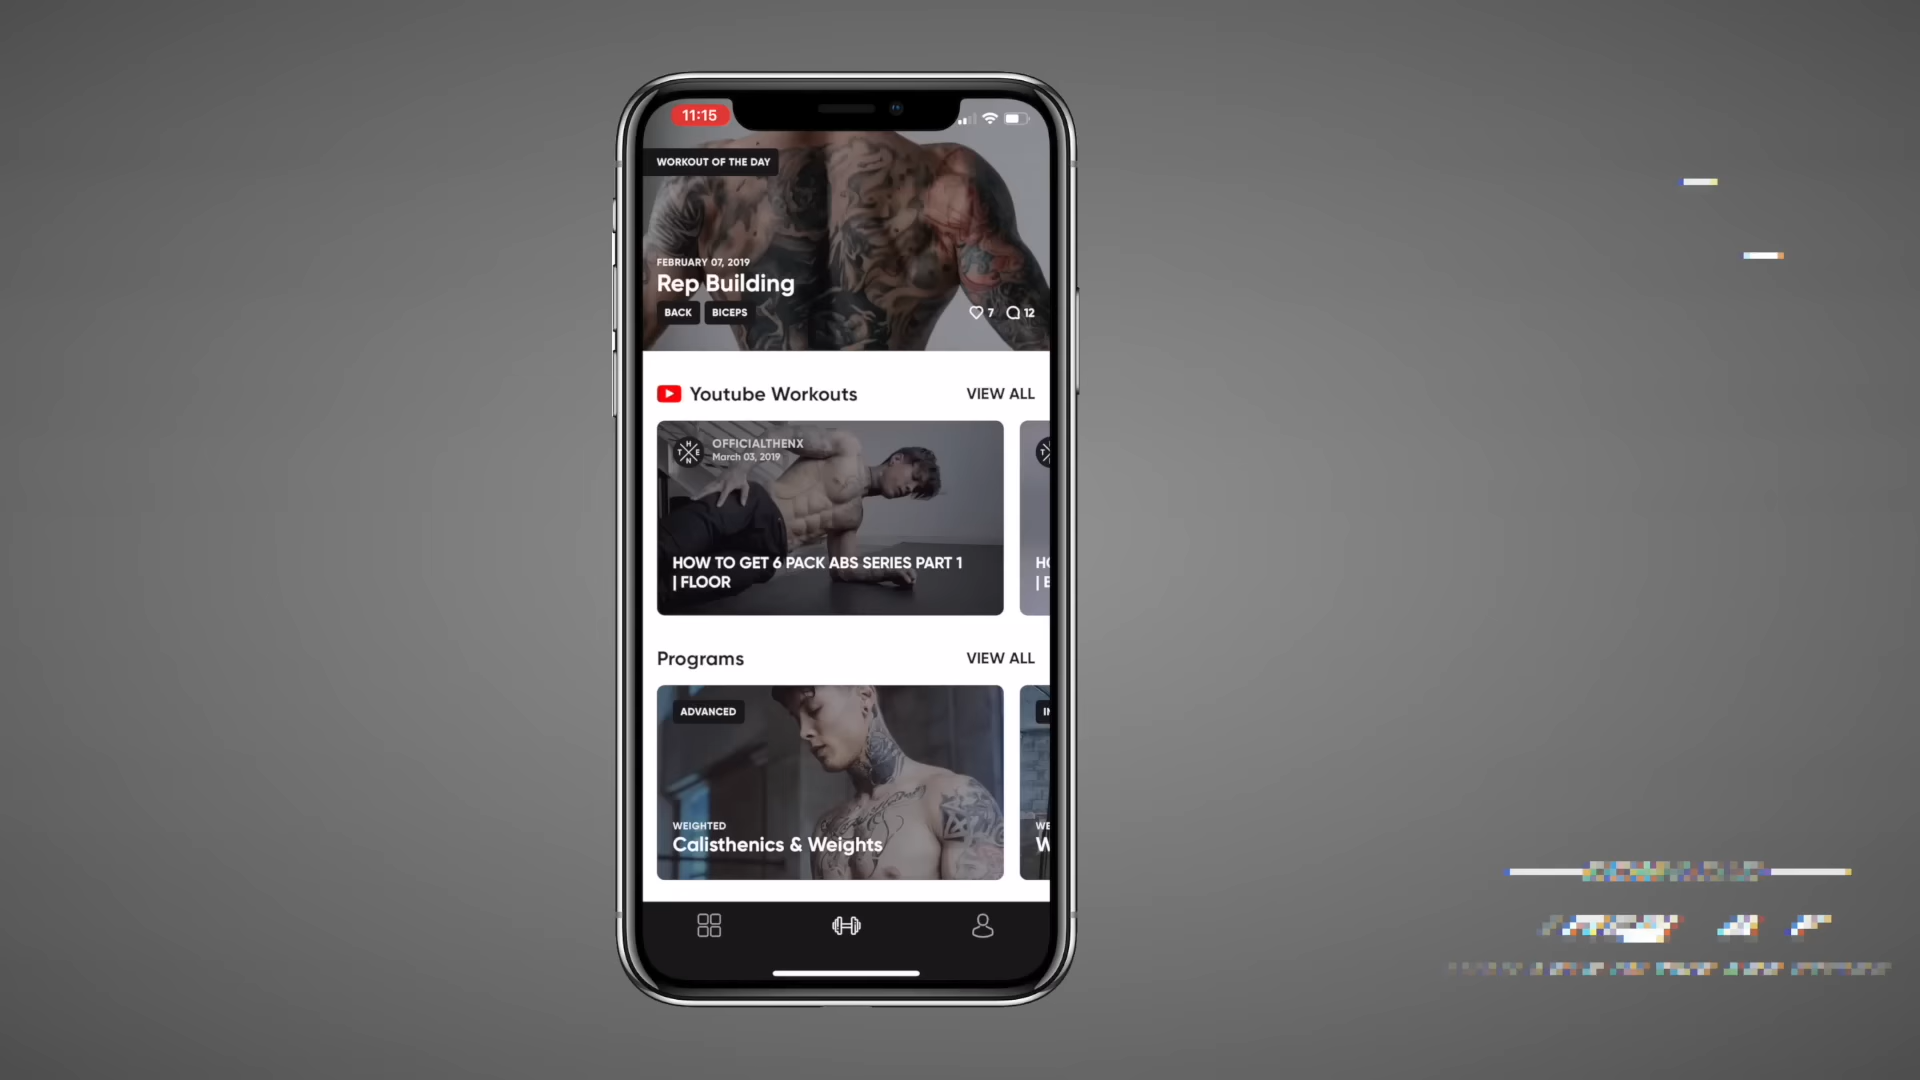 11:15
WORKOUT OF THE DAY
FEBRUARY 07, 2019
Rep Building
BACK BICEPS
7 12
Youtube Workouts VIEW ALL
THEN
OFFICIALTHENX
March 03, 2019
HOW TO GET 6 PACK ABS SERIES PART 1
| FLOOR
Programs VIEW ALL
ADVANCED
WEIGHTED
Calisthenics & Weights